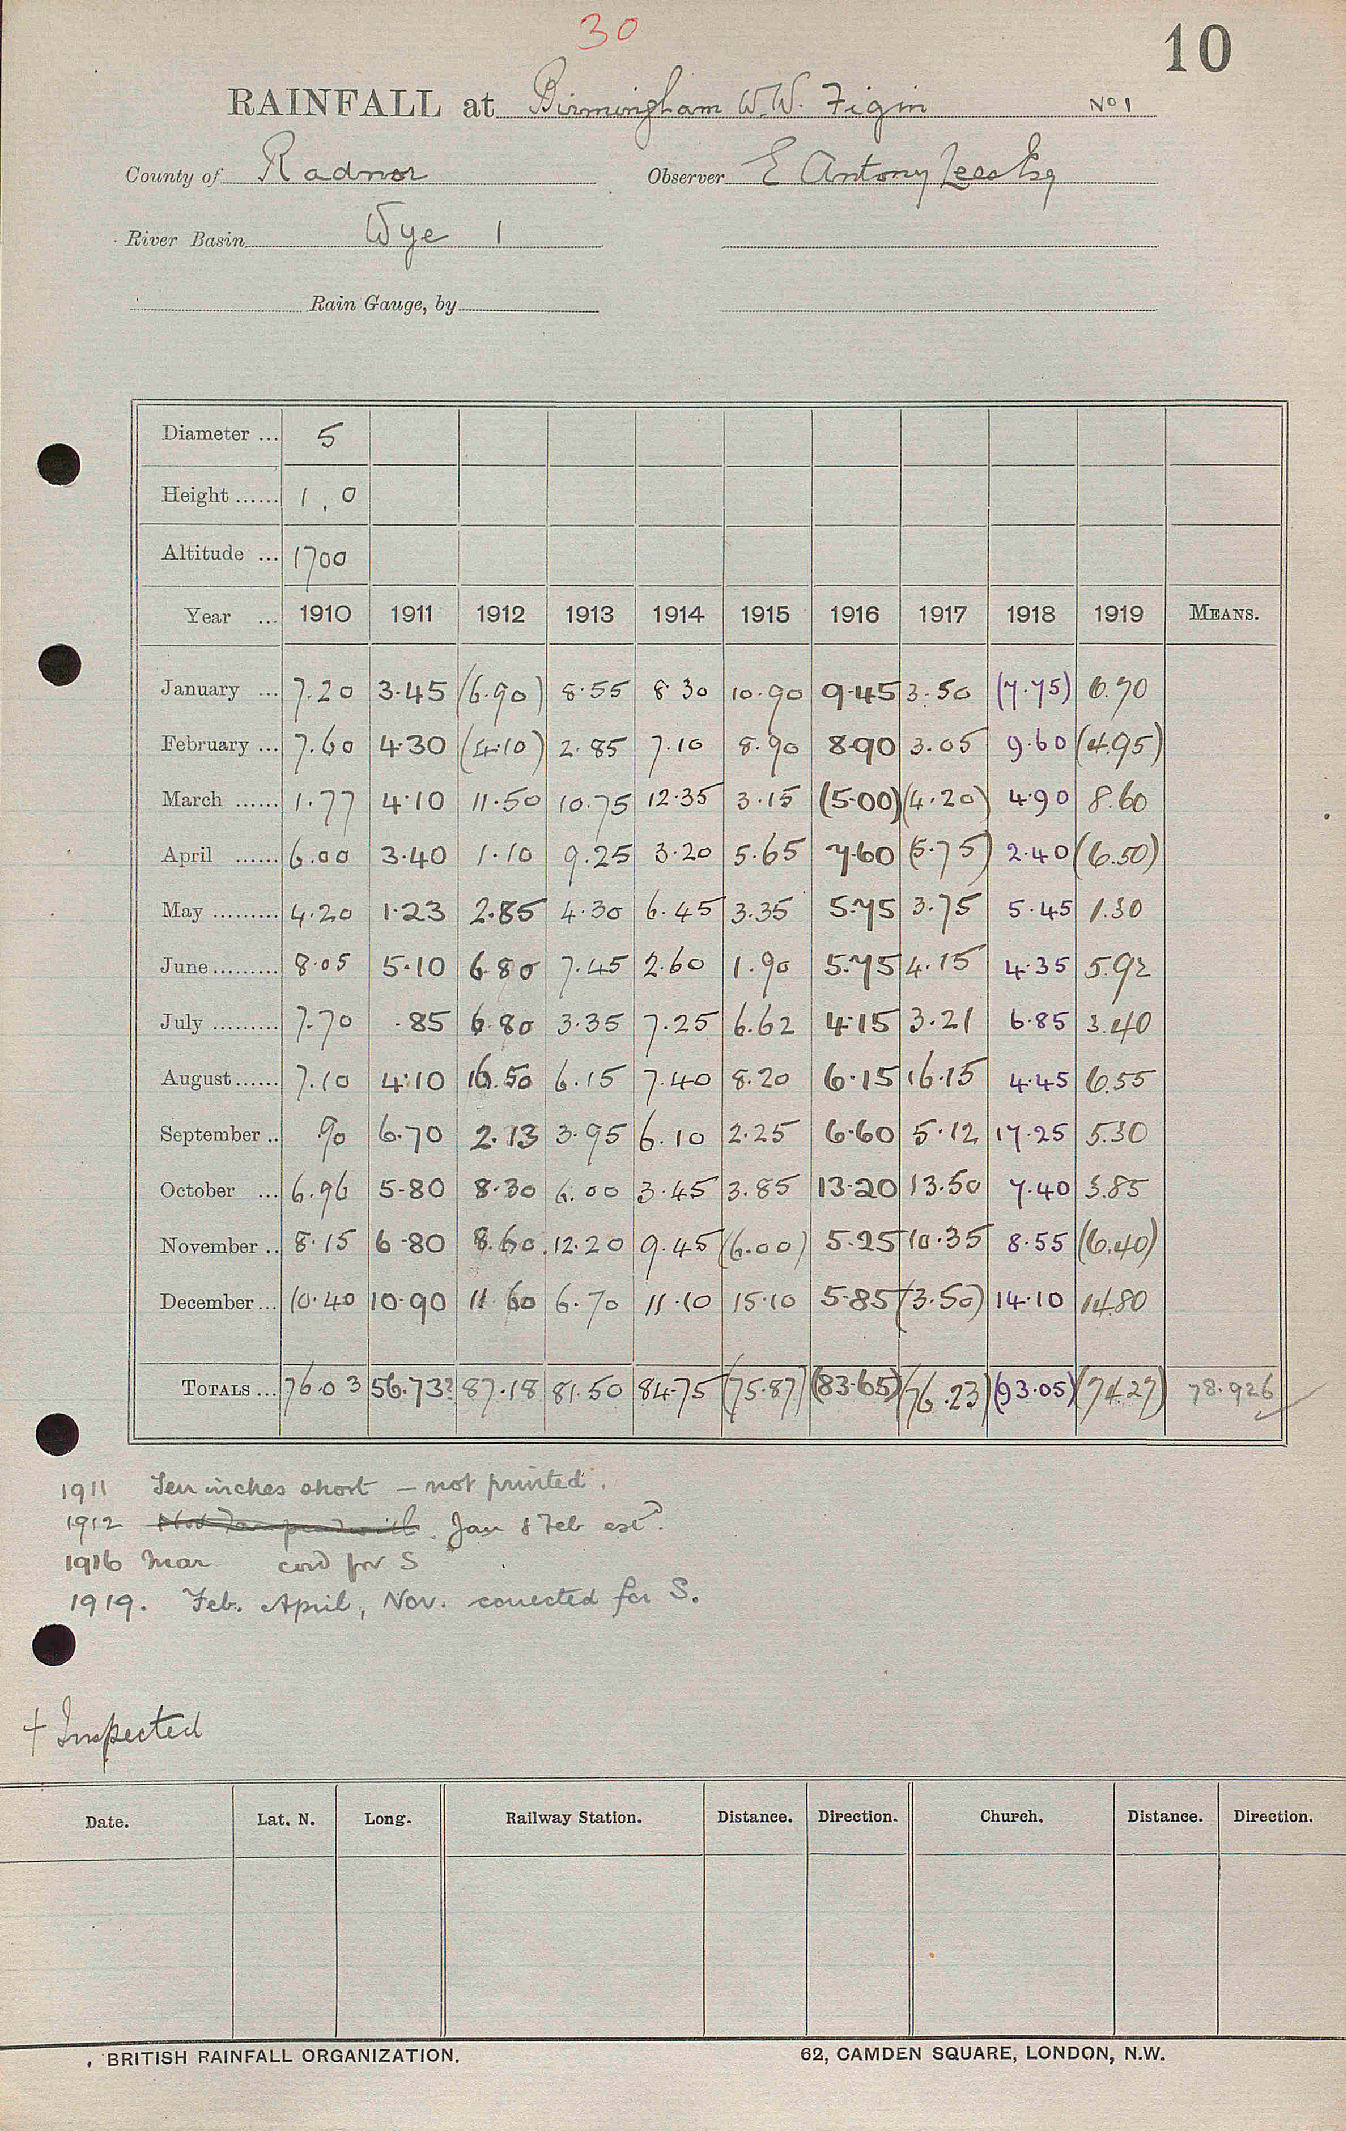 30
10
RAINFALL at Birmingham W.W. Figin No 1
County of Radnor Observer E Antony Lees Esq
River Basin Wye 1
Rain Gauge, by
Diameter ... 5
Height ...... 1 . 0
Altitude ... 1700
Year ... 1910 1911 1912 1913 1914 1915 1916 1917 1918 1919 MEANS.
January ... 7.20 3.45 (6.90) 8.55 8.30 10.90 9.45 3.50 (7.75) 6.70
February ... 7.60 4.30 (4.10) 2.85 7.10 8.90 8.90 3.05 9.60 (4.95)
March ...... 1.77 4.10 11.50 10.75 12.35 3.15 (5.00) (4.20) 4.90 8.60
April ...... 6.00 3.40 1.10 9.25 3.20 5.65 7.60 (5.75) 2.40 (6.50)
May ......... 4.20 1.23 2.85 4.30 6.45 3.35 5.75 3.75 5.45 1.30
June ......... 8.05 5.10 6.80 7.45 2.60 1.90 5.75 4.15 4.35 5.92
July ......... 7.70 .85 6.80 3.35 7.25 6.62 4.15 3.21 6.85 3.40
August...... 7.10 4.10 16.50 6.15 7.40 8.20 6.15 16.15 4.45 6.55
September .. .90 6.70 2.13 3.95 6.10 2.25 6.60 5.12 17.25 5.30
October ... 6.96 5.80 8.30 6.00 3.45 3.85 13.20 13.50 7.40 3.85
November .. 8.15 6.80 8.60 12.20 9.45 (6.00) 5.25 10.35 8.55 (6.40)
December ... 10.40 10.90 11.60 6.70 11.10 15.10 5.85 (3.50) 14.10 14.80
TOTALS ... 76.03 56.73? 87.18 81.50 84.75 (75.87) (83.65) (76.23) (93.05) (74.27) 78.926
1911 Ten inches short - not printed.
1912 Jan & Feb estd.
1916 Mar cord for S
1919. Feb. April, Nov. corrected for S.
+ Inspected
Date. Lat. N. Long. Railway Station. Distance. Direction. Church. Distance. Direction.
BRITISH RAINFALL ORGANIZATION. 62, CAMDEN SQUARE, LONDON, N.W.